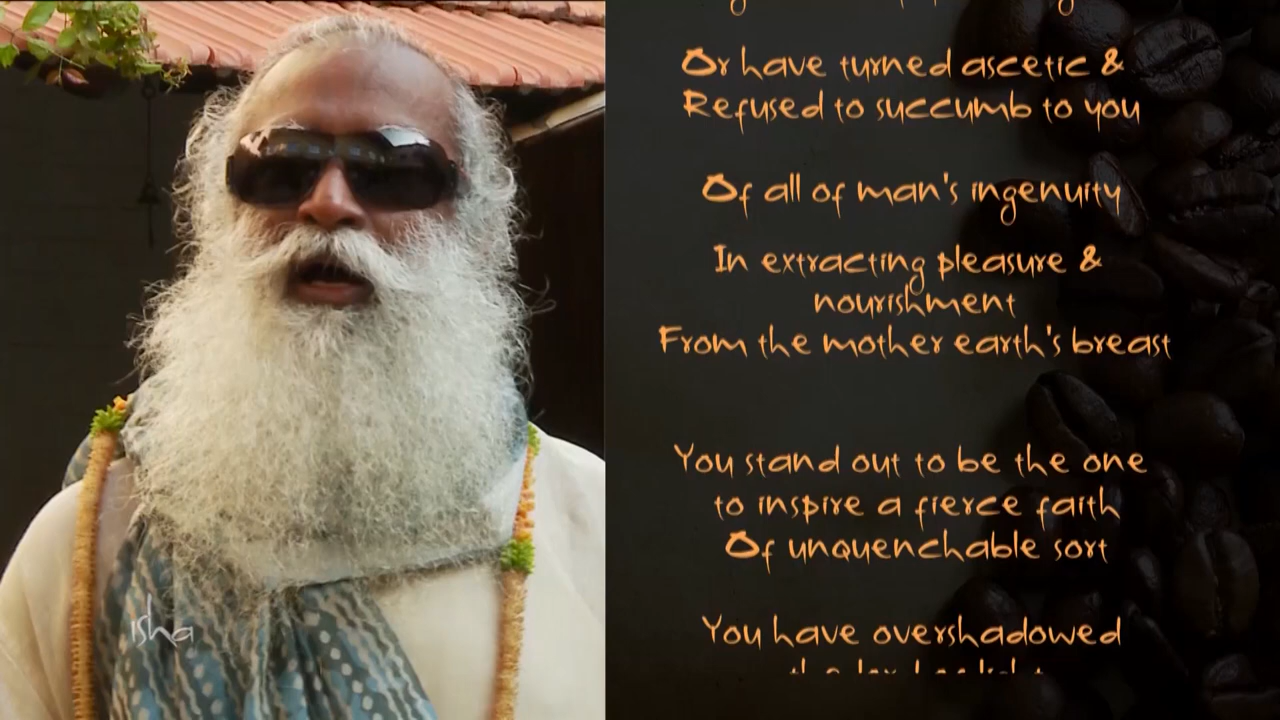 Or have turned ascetic &
Refused to succumb to you
Of all of man's ingenuity
In extracting pleasure &
nourishment
From the mother earth's breast
You stand out to be the one
to inspire a fierce faith
Of unquenchable sort
You have overshadowed
isha